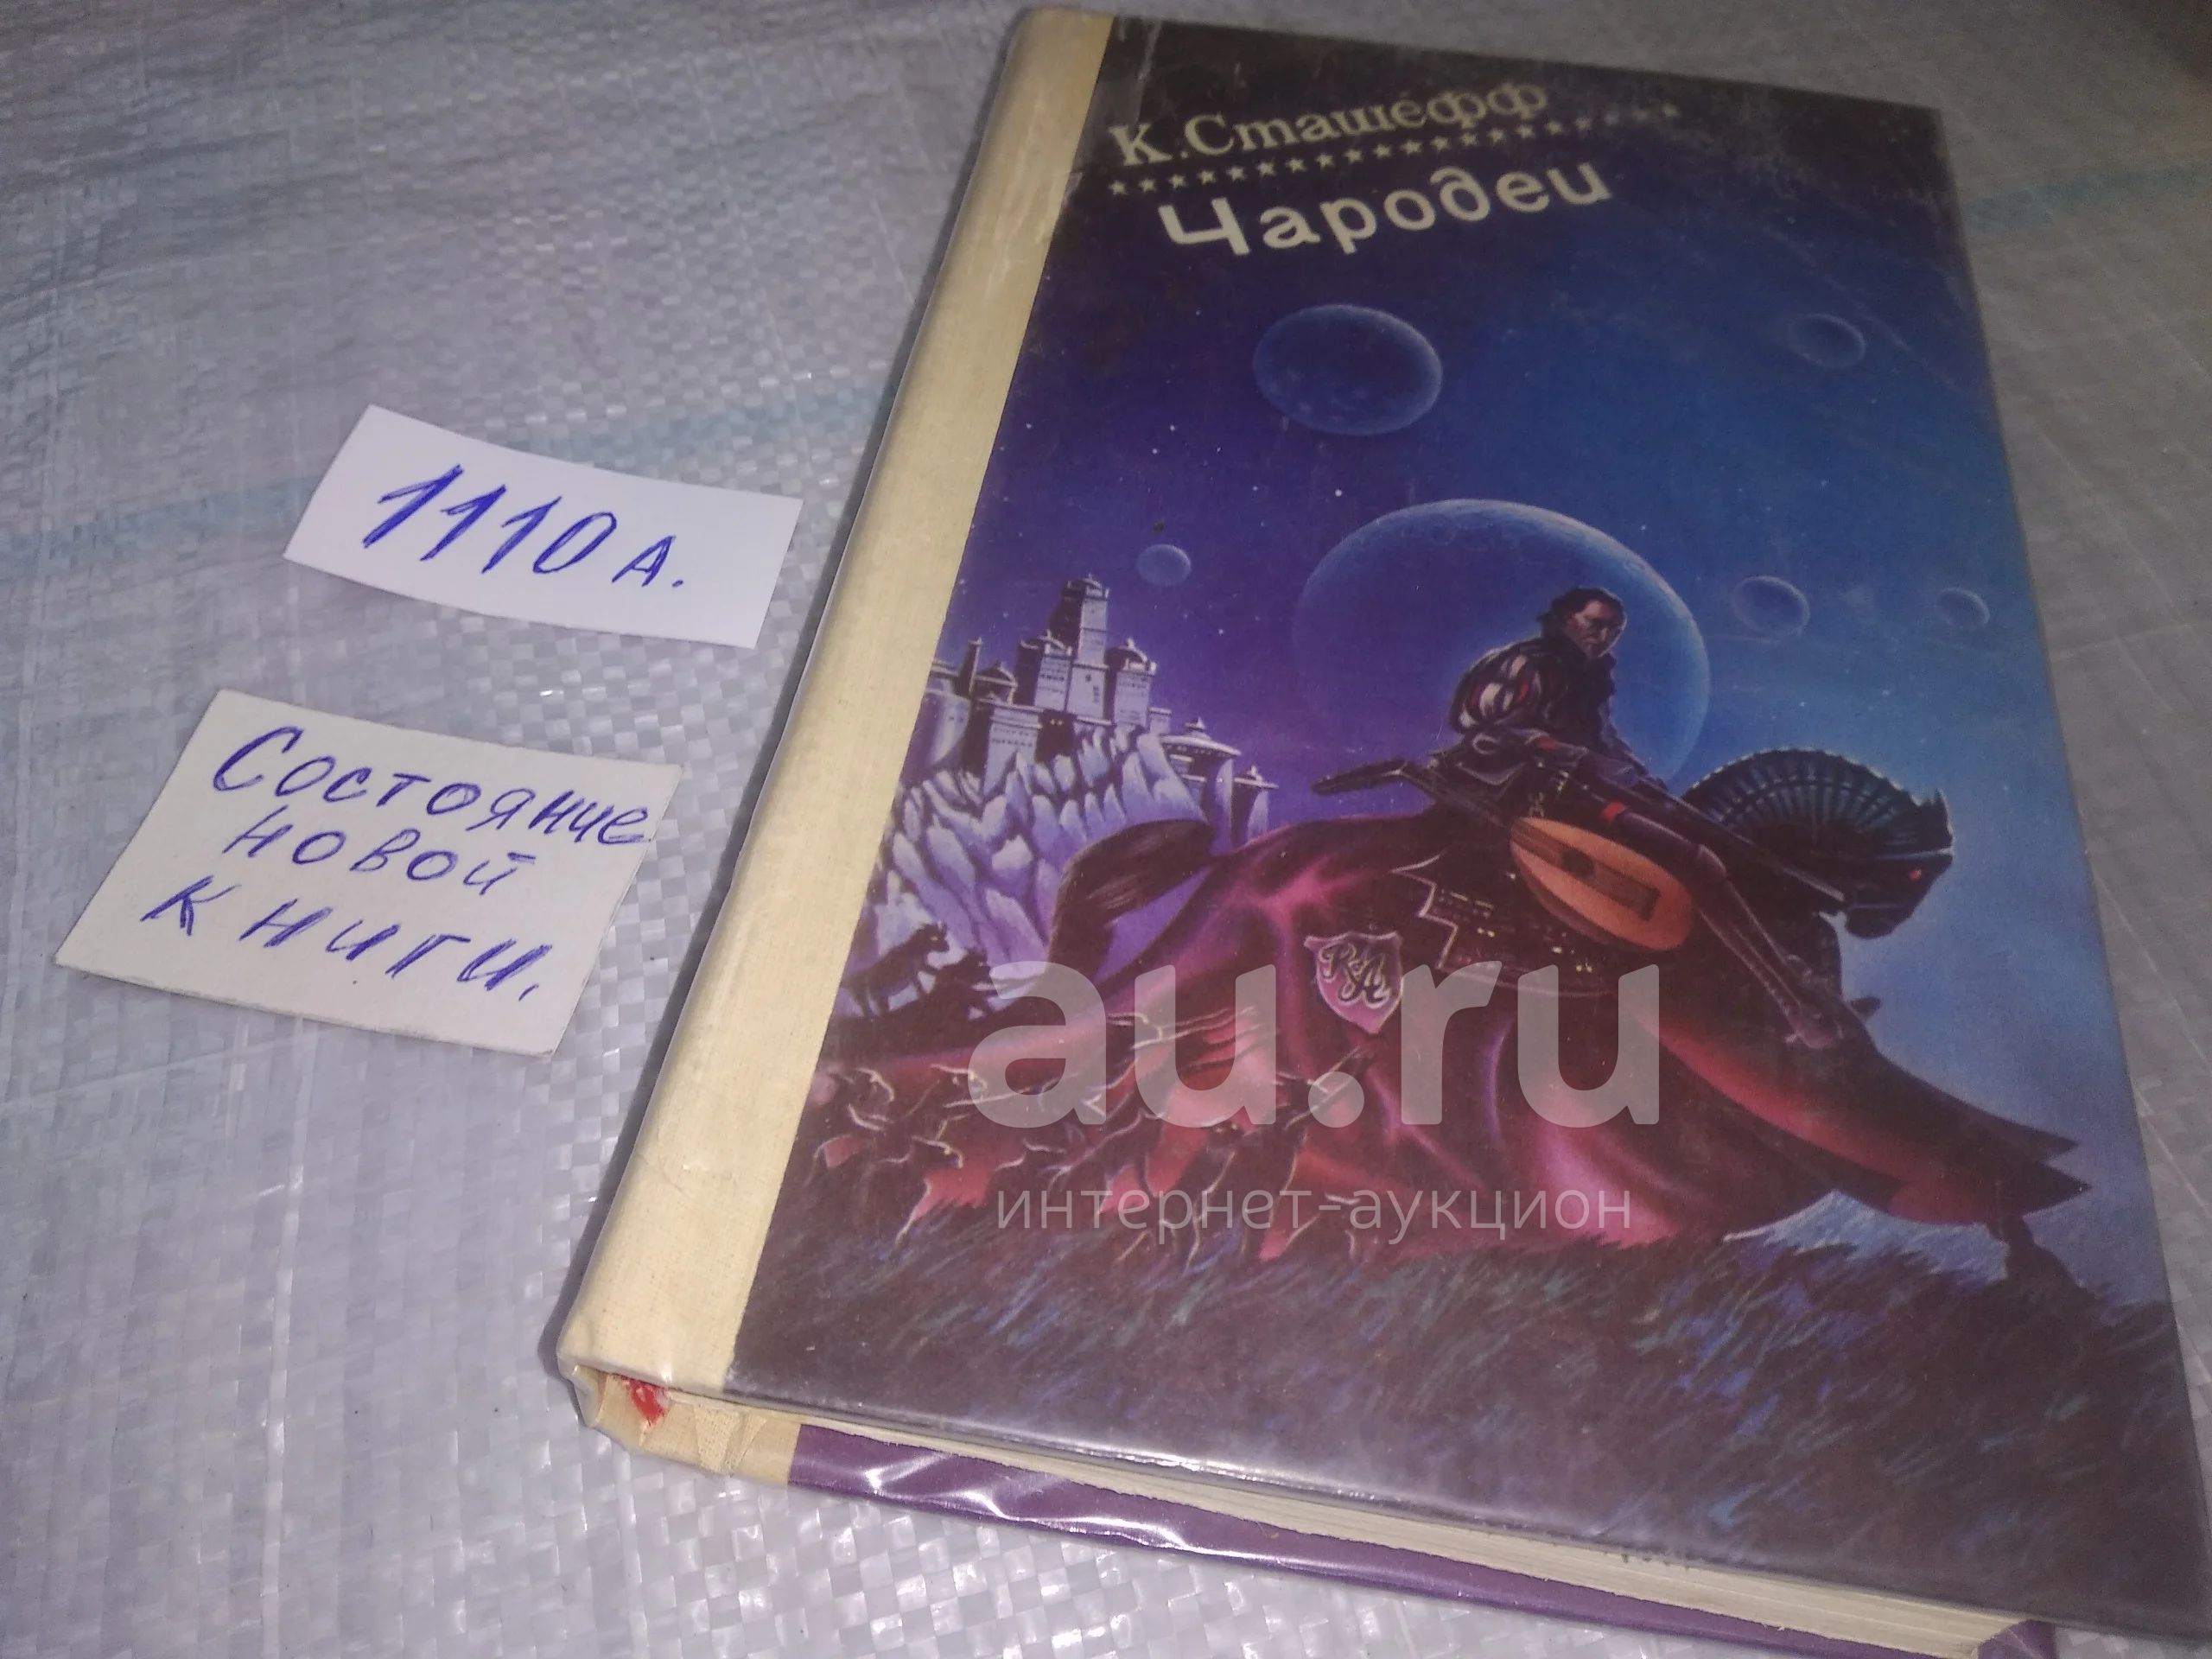 К.Сташефф
Чародеи
1110 А.
Состояние
новой
книги.
R.A
au.ru
интернет-аукцион